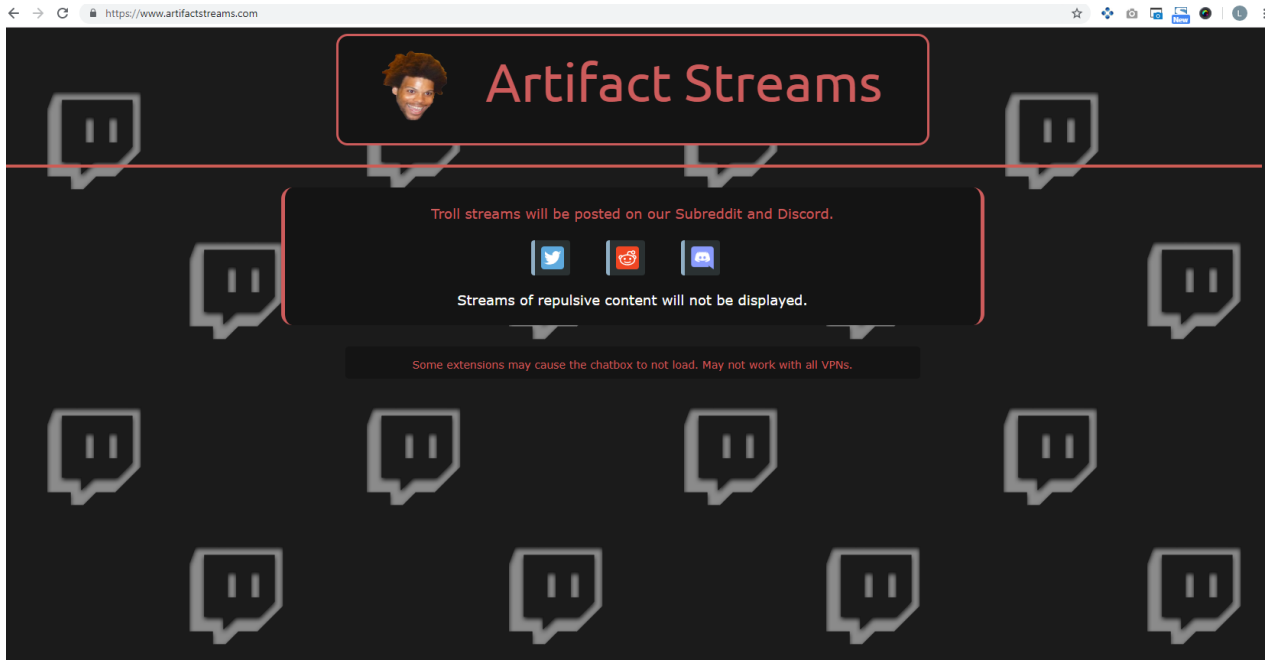 https://www.artifactstreams.com
New
L
Artifact Streams
Troll streams will be posted on our Subreddit and Discord.
Streams of repulsive content will not be displayed.
Some extensions may cause the chatbox to not load. May not work with all VPNs.